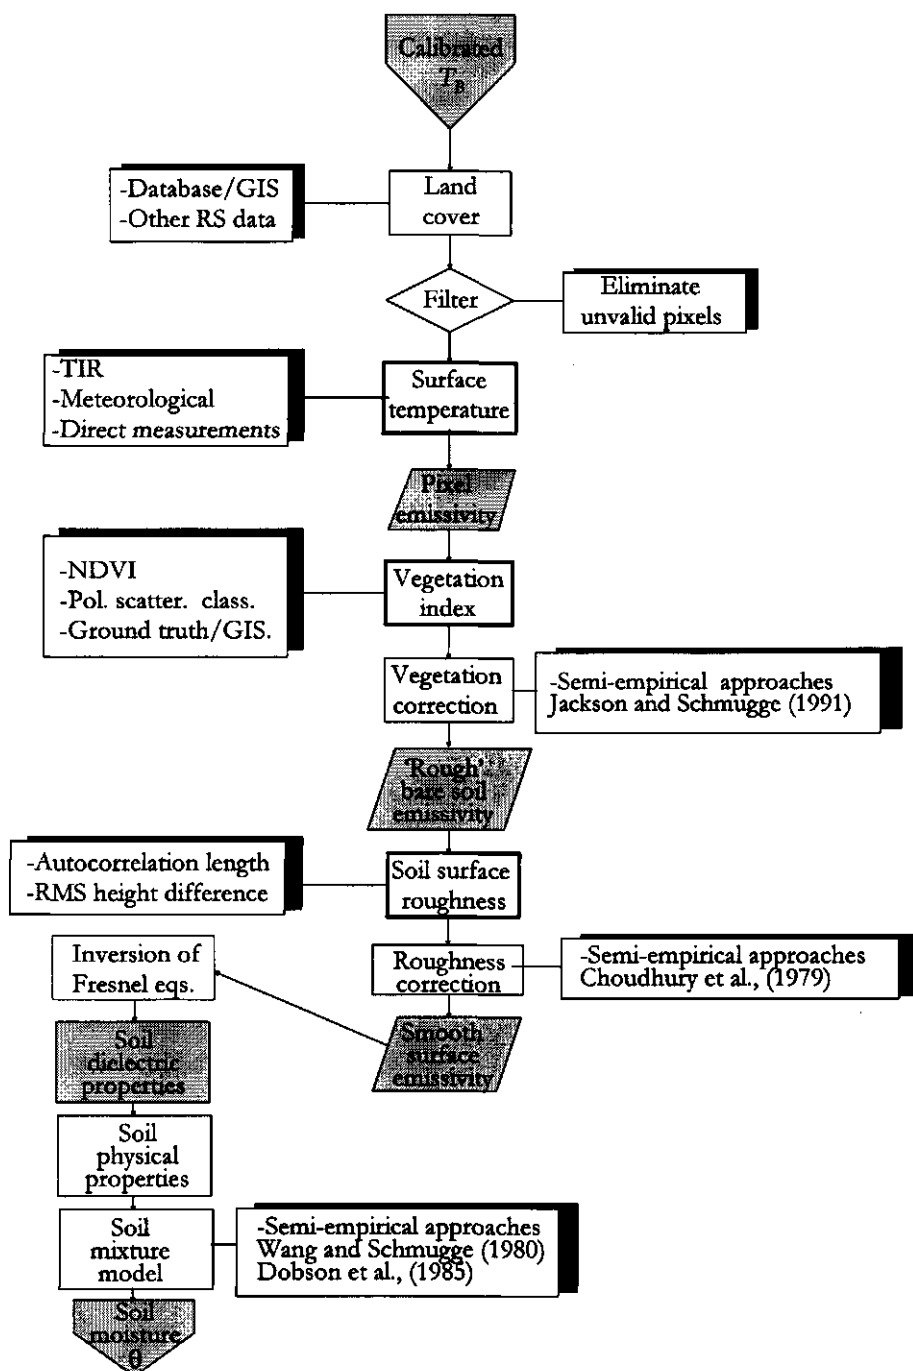 Calibrated
T_B
-Database/GIS
-Other RS data
Land
cover
Filter
Eliminate
unvalid pixels
-TIR
-Meteorological
-Direct measurements
Surface
temperature
Pixel
emissivity
-NDVI
-Pol. scatter. class.
-Ground truth/GIS.
Vegetation
index
Vegetation
correction
-Semi-empirical approaches
Jackson and Schmugge (1991)
'Rough'
bare soil
emissivity
-Autocorrelation length
-RMS height difference
Soil surface
roughness
Roughness
correction
-Semi-empirical approaches
Choudhury et al., (1979)
Smooth
surface
emissivity
Inversion of
Fresnel eqs.
Soil
dielectric
properties
Soil
physical
properties
Soil
mixture
model
-Semi-empirical approaches
Wang and Schmugge (1980)
Dobson et al., (1985)
Soil
moisture
θ